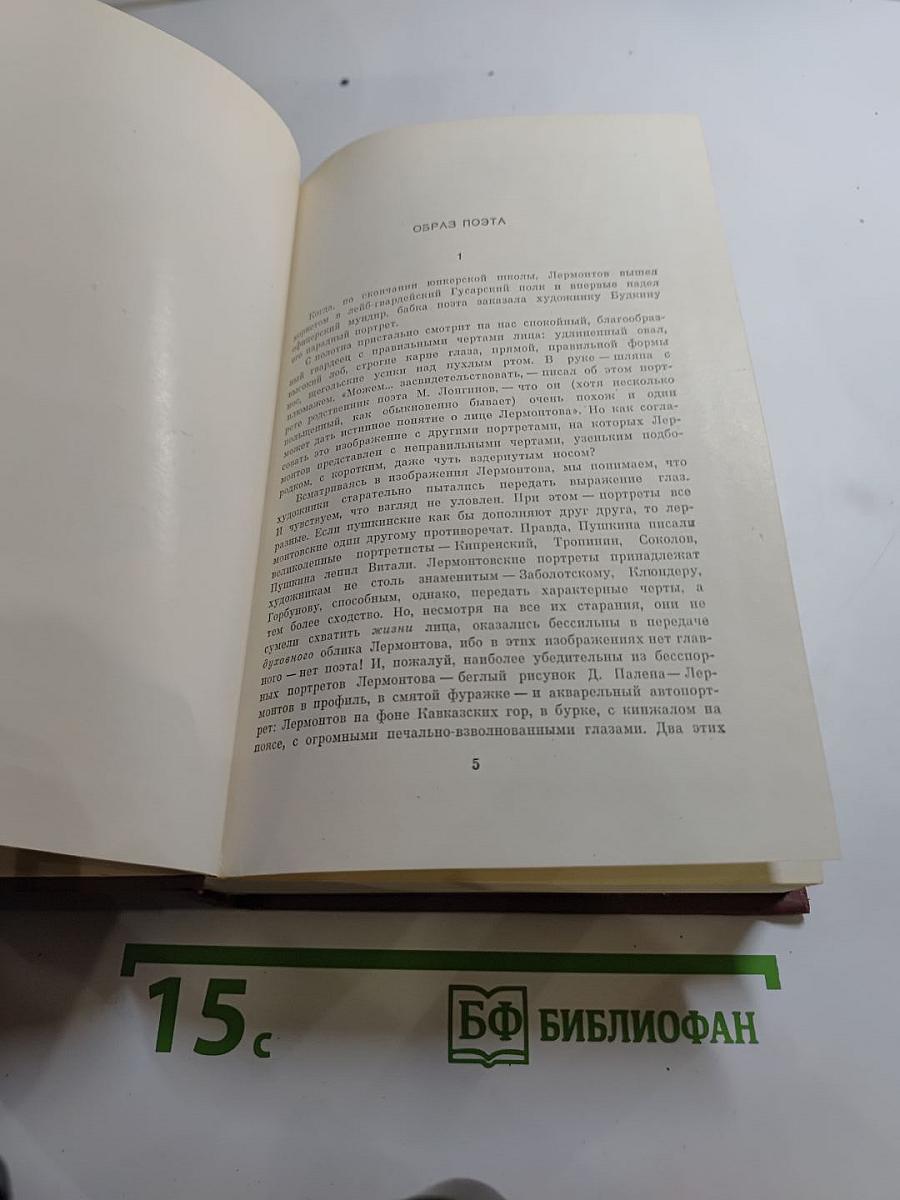 ОБРАЗ ПОЭТА
1
Когда, по окончании юнкерской школы, Лермонтов вышел
корнетом в лейб-гвардейский Гусарский полк и впервые надел
офицерский мундир, бабка поэта заказала художнику Будкину
его парадный портрет.
С полотна пристально смотрит на нас спокойный, благообраз-
ный гвардеец с правильными чертами лица: удлиненный овал,
высокий лоб, строгие карие глаза, прямой, правильной формы
нос, щегольские усики над пухлым ртом. В руке — шляпа с
плюмажем. «Можем... засвидетельствовать, — писал об этом порт-
рете родственник поэта М. Лонгинов, — что он (хотя несколько
польщенный, как обыкновенно бывает) очень похож и один
может дать истинное понятие о лице Лермонтова». Но как согла-
совать это изображение с другими портретами, на которых Лер-
монтов представлен с неправильными чертами, узеньким подбо-
родком, с коротким, даже чуть вздернутым носом?
Всматриваясь в изображения Лермонтова, мы понимаем, что
художники старательно пытались передать выражение глаз.
И чувствуем, что взгляд не уловлен. При этом — портреты все
разные. Если пушкинские как бы дополняют друг друга, то лер-
монтовские один другому противоречат. Правда, Пушкина писали
великолепные портретисты — Кипренский, Тропинин, Соколов,
Пушкина лепил Витали. Лермонтовские портреты принадлежат
художникам не столь знаменитым — Заболотскому, Клюндеру,
Горбунову, способным, однако, передать характерные черты, а
тем более сходство. Но, несмотря на все их старания, они не
сумели схватить жизни лица, оказались бессильны в передаче
духовного облика Лермонтова, ибо в этих изображениях нет глав-
ного — нет поэта! И, пожалуй, наиболее убедительны из бесспор-
ных портретов Лермонтова — беглый рисунок Д. Палена — Лер-
монтов в профиль, в смятой фуражке — и акварельный автопорт-
рет: Лермонтов на фоне Кавказских гор, в бурке, с кинжалом на
поясе, с огромными печально-взволнованными глазами. Два этих
5
15 с
БФ БИБЛИОФАН